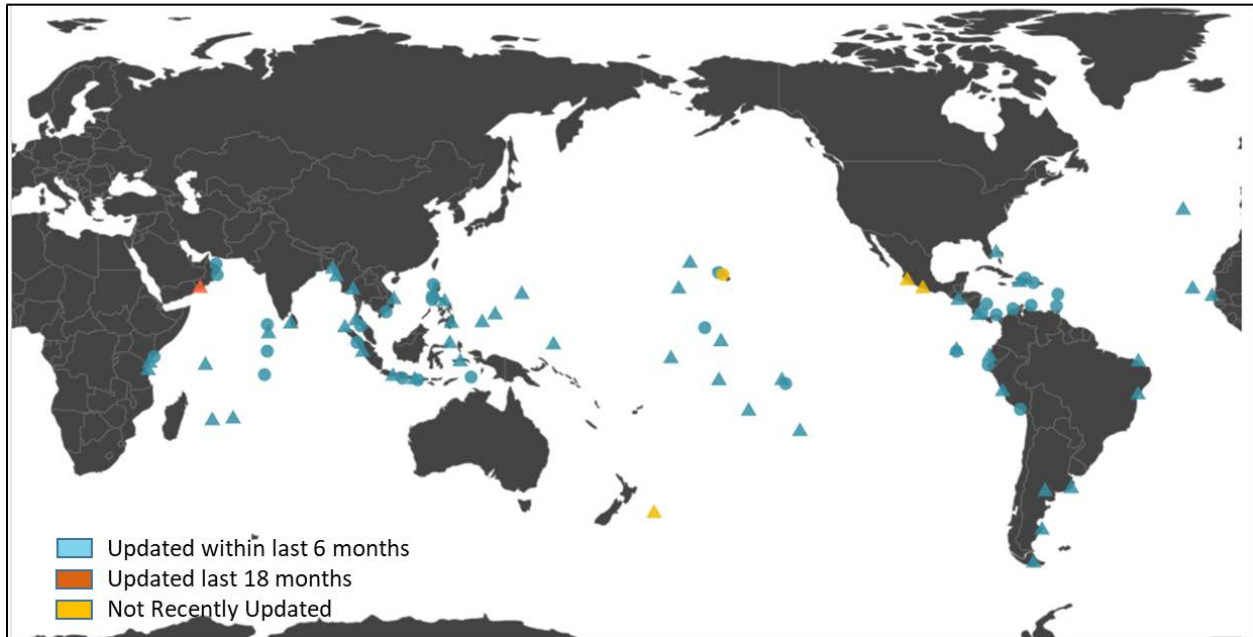 Updated within last 6 months
Updated last 18 months
Not Recently Updated